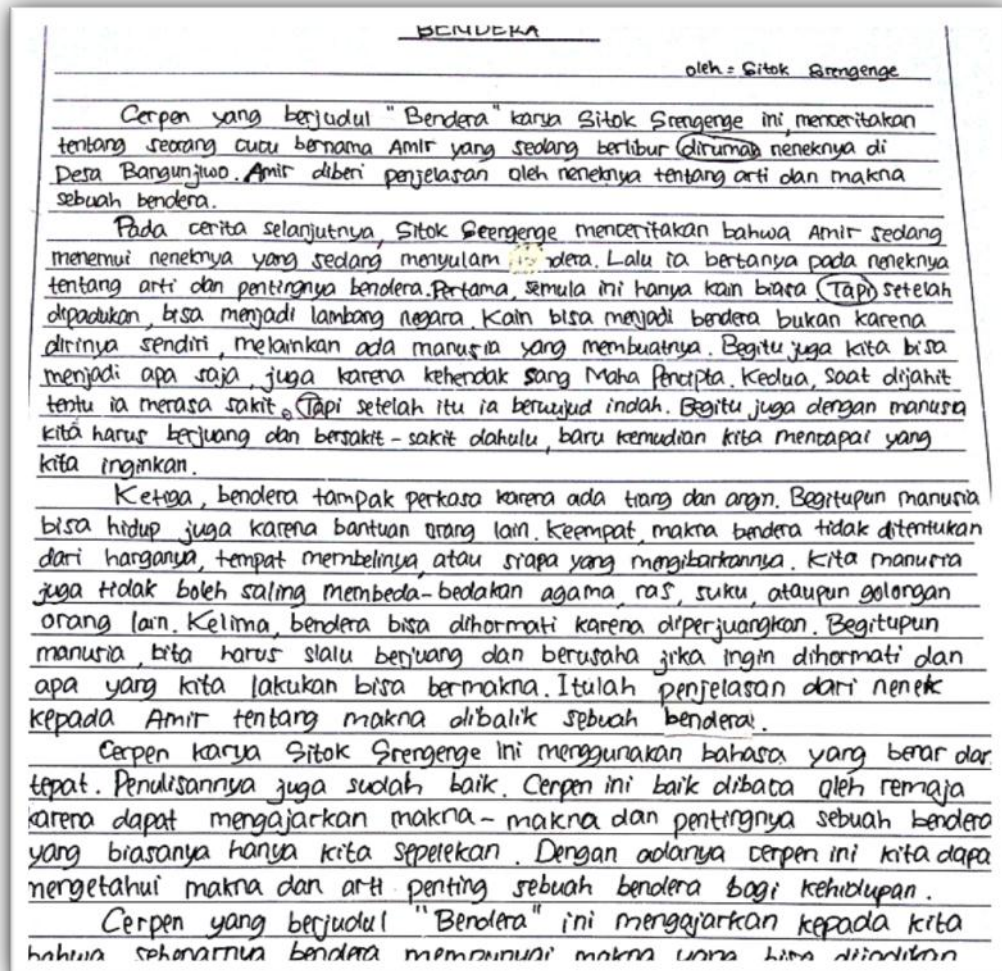 BENDERA
oleh = Sitok Srengenge
Cerpen yang berjudul "Bendera" karya Sitok Srengenge ini, menceritakan
tentang seorang cucu bernama Amir yang sedang berlibur dirumah neneknya di
Desa Bangunjiwo. Amir diberi penjelasan oleh neneknya tentang arti dan makna
sebuah bendera.
Pada cerita selanjutnya, Sitok Seengenge menceritakan bahwa Amir sedang
menemui neneknya yang sedang menyulam dera. Lalu ia bertanya pada neneknya
tentang arti dan pentingnya bendera. Pertama, semula ini hanya kain biasa. Tapi setelah
dipadukan, bisa menjadi lambang negara. Kain bisa menjadi bendera bukan karena
dirinya sendiri, melainkan ada manusia yang membuatnya. Begitu juga kita bisa
menjadi apa saja, juga karena kehendak Sang Maha Pencipta. Kedua, saat dijahit
tentu ia merasa sakit. Tapi setelah itu ia berwujud indah. Begitu juga dengan manusia
kita harus berjuang dan bersakit-sakit dahulu, baru kemudian kita mencapai yang
kita inginkan.
Ketiga, bendera tampak perkasa karena ada tiang dan angin. Begitupun manusia
bisa hidup juga karena bantuan orang lain. Keempat, makna bendera tidak ditentukan
dari harganya, tempat membelinya, atau siapa yang mengibarkannya. Kita manusia
juga tidak boleh saling membeda-bedakan agama, ras, suku, ataupun golongan
orang lain. Kelima, bendera bisa dihormati karena diperjuangkan. Begitupun
manusia, kita harus slalu berjuang dan berusaha jika ingin dihormati dan
apa yang kita lakukan bisa bermakna. Itulah penjelasan dari nenek
kepada Amir tentang makna dibalik sebuah bendera.
Cerpen karya Sitok Srengenge ini menggunakan bahasa yang benar dan
tepat. Penulisannya juga sudah baik. Cerpen ini baik dibaca oleh remaja
karena dapat mengajarkan makna-makna dan pentingnya sebuah bendera
yang biasanya hanya kita sepelekan. Dengan adanya cerpen ini kita dapa
mengetahui makna dan arti penting sebuah bendera bagi kehidupan.
Cerpen yang berjudul "Bendera" ini mengajarkan kepada kita
bahwa sebenarnya bendera mempunyai makna yang bisa dijadikan